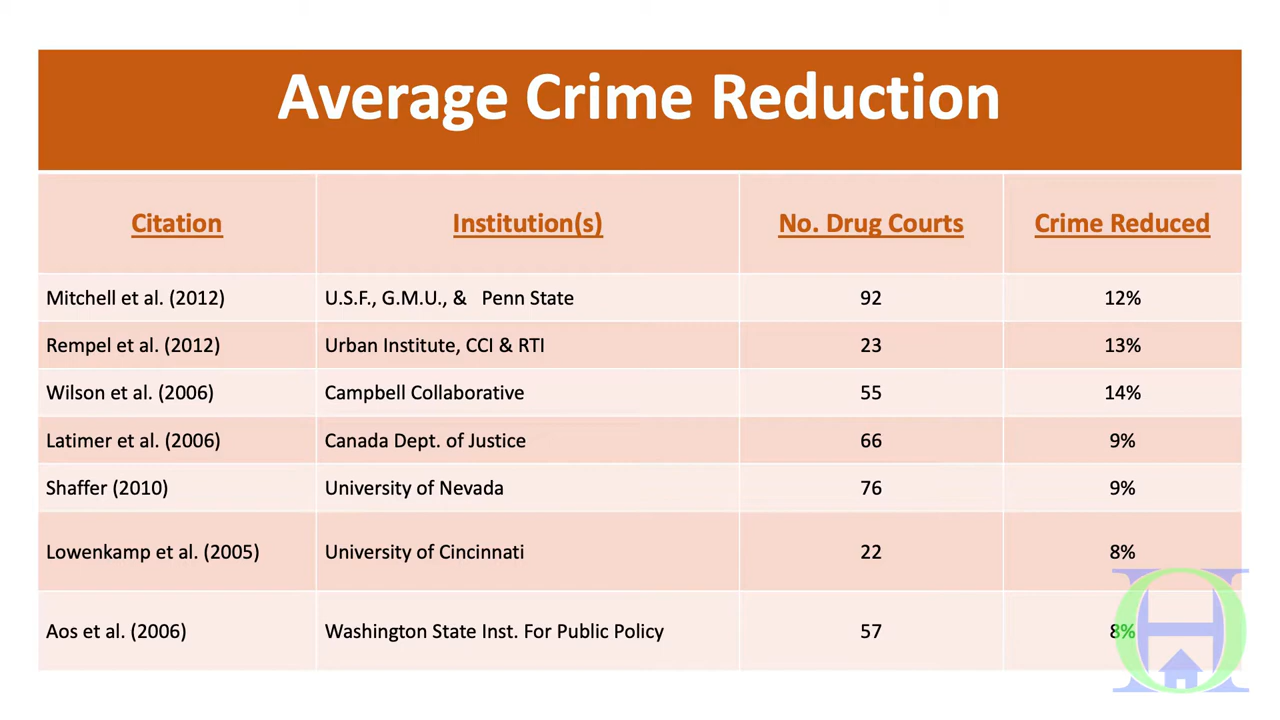 Average Crime Reduction
Citation Institution(s) No. Drug Courts Crime Reduced
Mitchell et al. (2012) U.S.F., G.M.U., & Penn State 92 12%
Rempel et al. (2012) Urban Institute, CCI & RTI 23 13%
Wilson et al. (2006) Campbell Collaborative 55 14%
Latimer et al. (2006) Canada Dept. of Justice 66 9%
Shaffer (2010) University of Nevada 76 9%
Lowenkamp et al. (2005) University of Cincinnati 22 8%
Aos et al. (2006) Washington State Inst. For Public Policy 57 8%